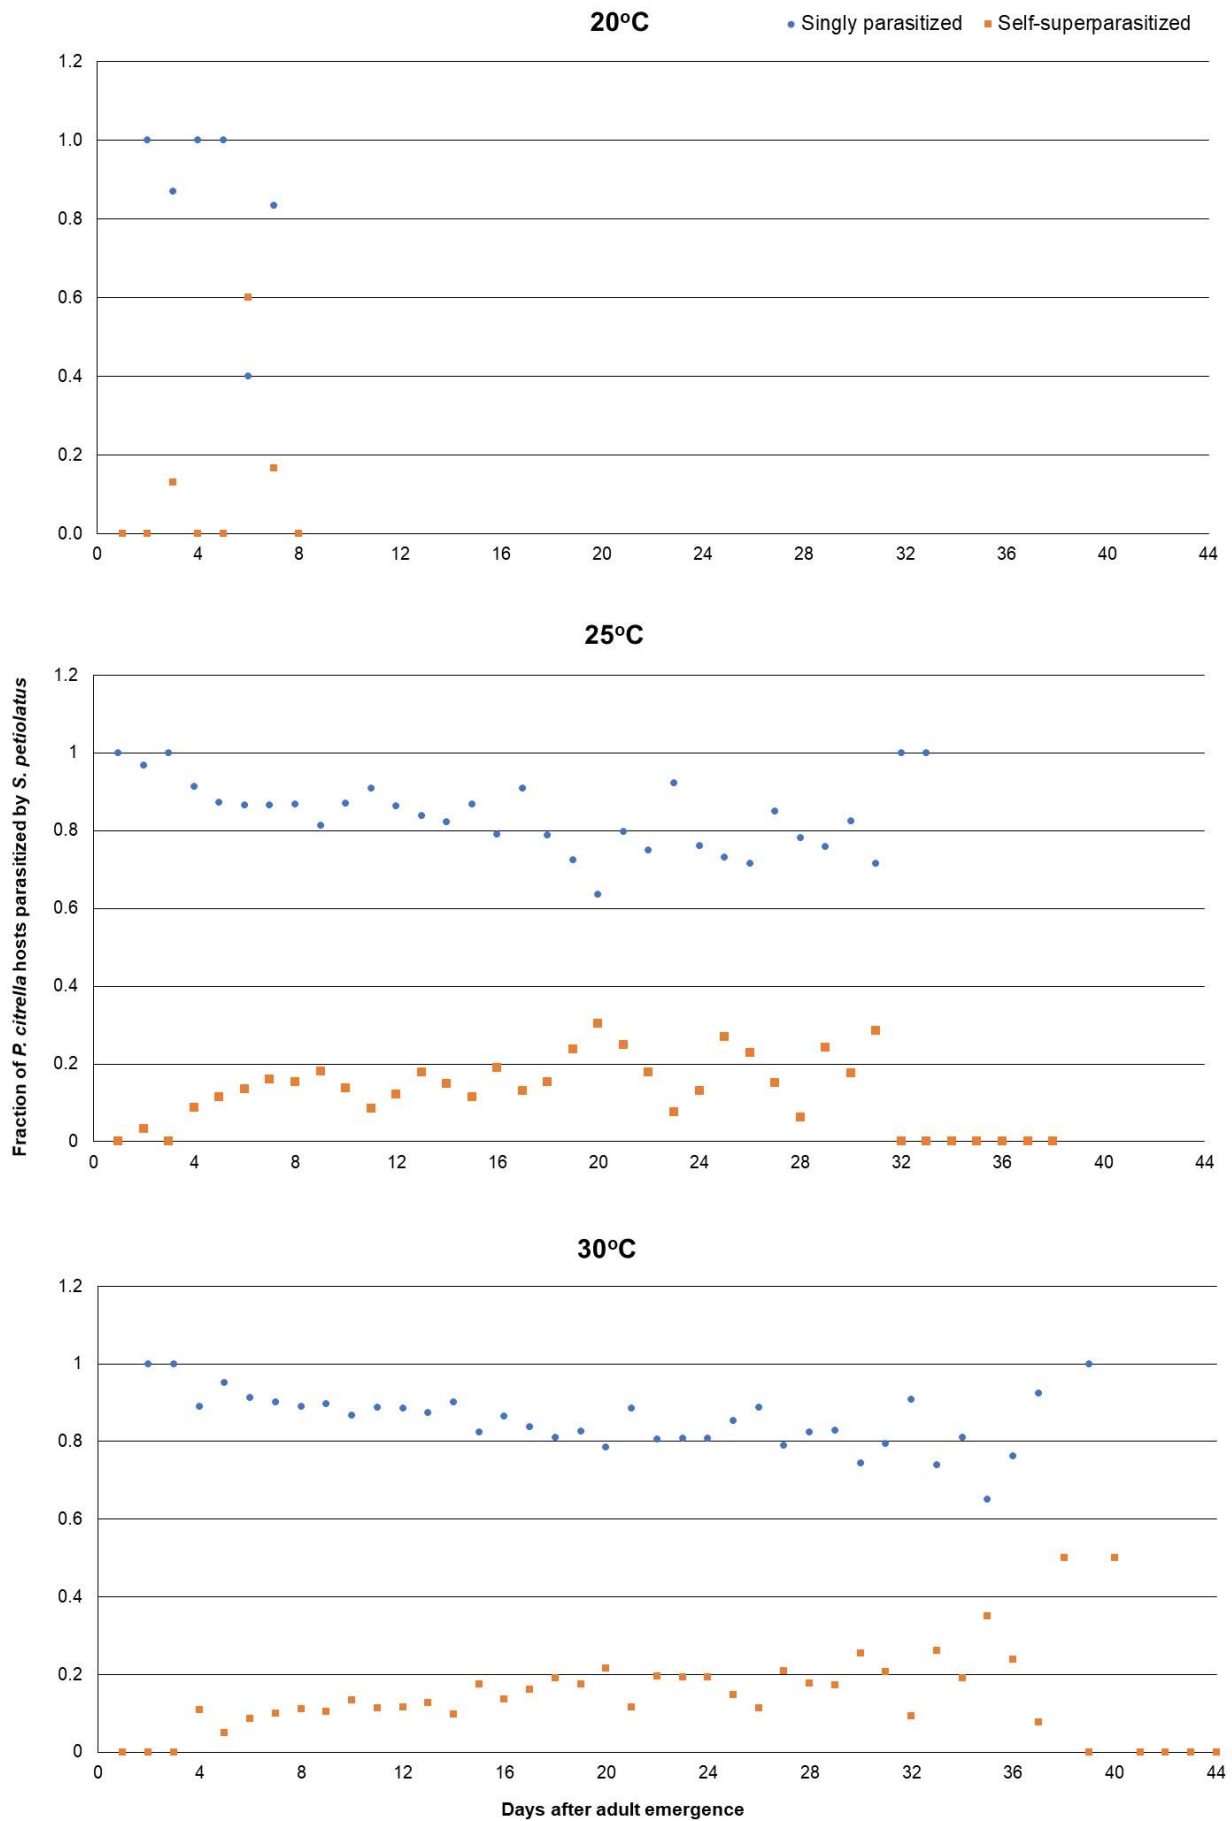 20°C
Singly parasitized
Self-superparasitized
1.2
1.0
0.8
0.6
0.4
0.2
0.0
0 4 8 12 16 20 24 28 32 36 40 44
25°C
Fraction of P. citrella hosts parasitized by S. petiolatus
1.2
1
0.8
0.6
0.4
0.2
0
0 4 8 12 16 20 24 28 32 36 40 44
30°C
1.2
1
0.8
0.6
0.4
0.2
0
0 4 8 12 16 20 24 28 32 36 40 44
Days after adult emergence